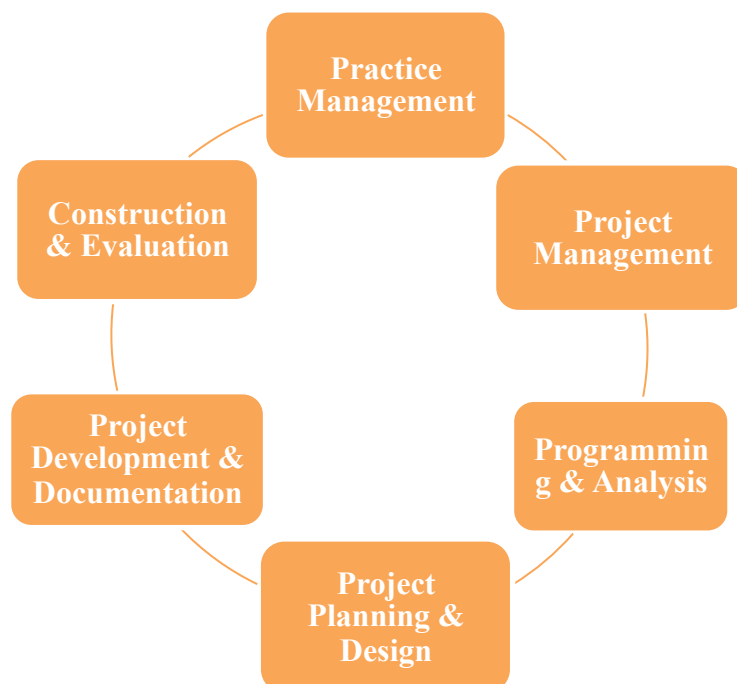 Practice
Management
Project
Management
Programmin
g & Analysis
Project
Planning &
Design
Project
Development &
Documentation
Construction
& Evaluation